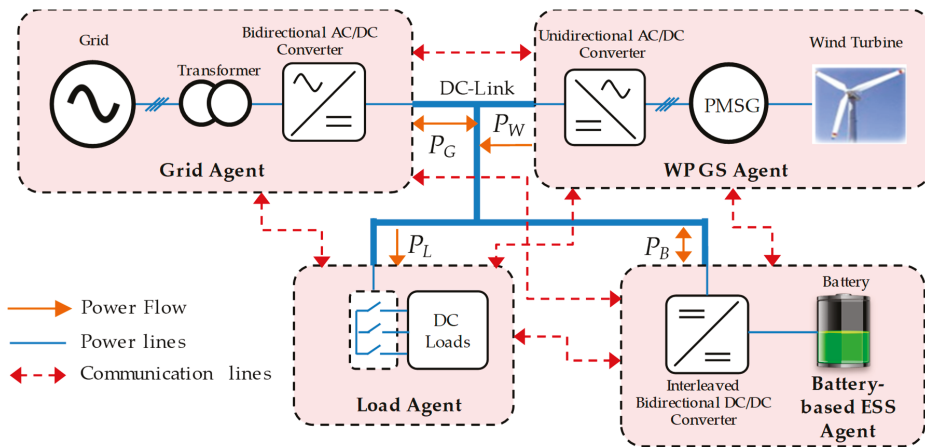 Grid
Transformer
Bidirectional AC/DC
Converter
Grid Agent
DC-Link
P_G
P_W
Unidirectional AC/DC
Converter
PMSG
Wind Turbine
WPGS Agent
P_L
P_B
Power Flow
Power lines
Communication lines
DC
Loads
Load Agent
Interleaved
Bidirectional DC/DC
Converter
Battery
Battery-
based ESS
Agent